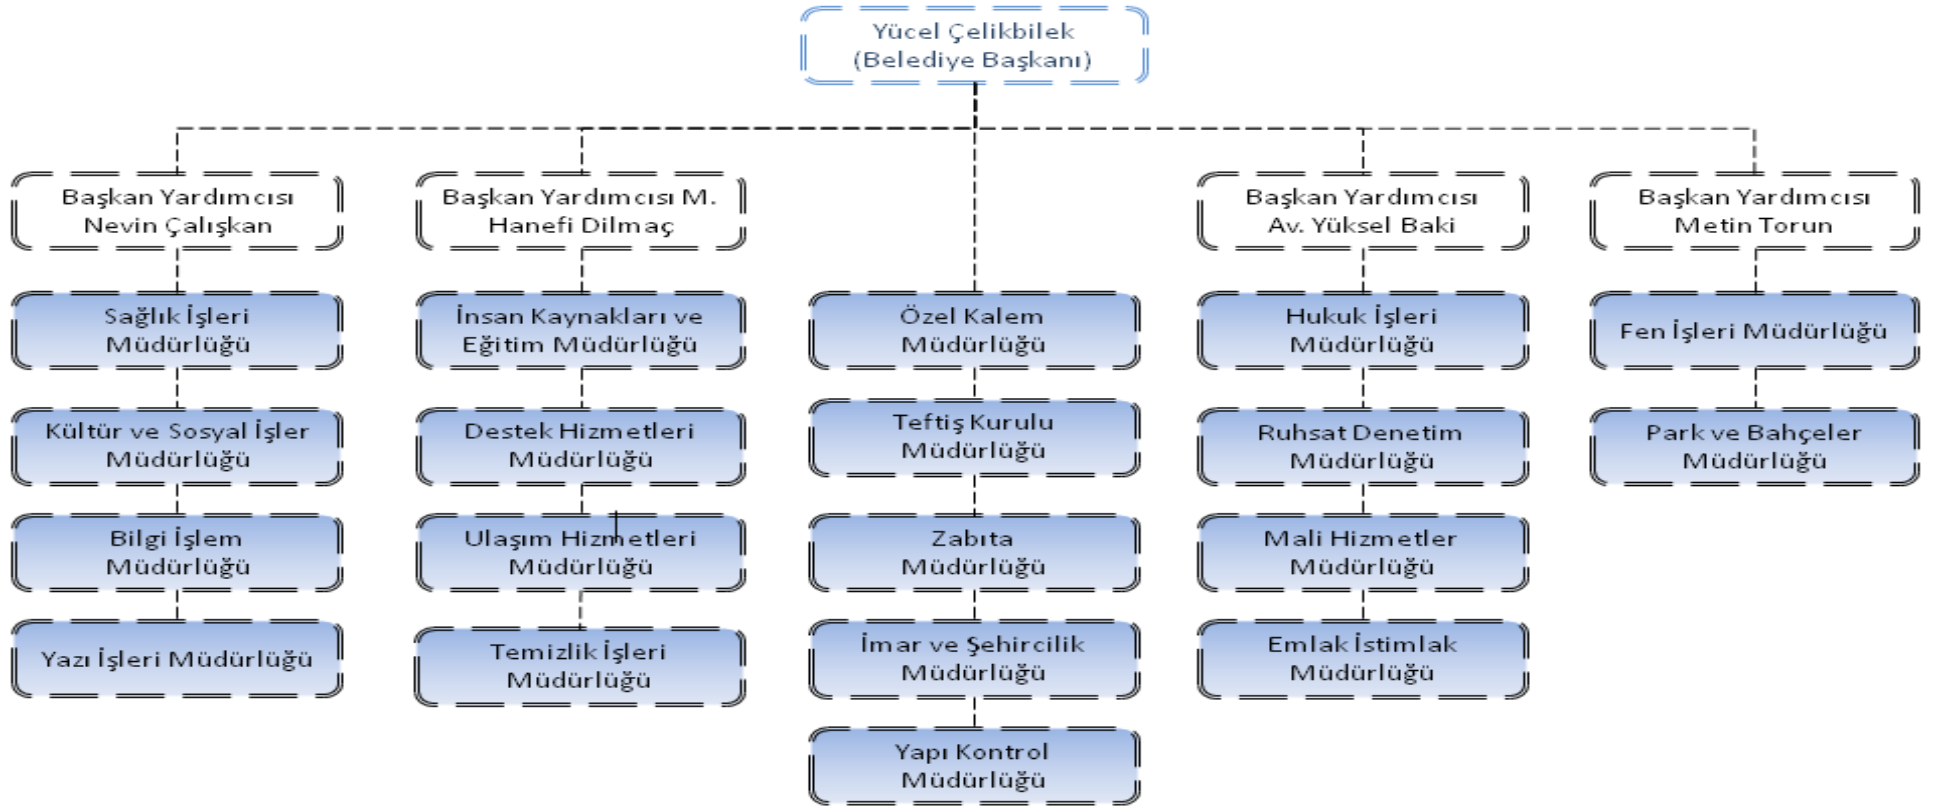 Yücel Çelikbilek
(Belediye Başkanı)
Başkan Yardımcısı
Nevin Çalışkan
Sağlık İşleri
Müdürlüğü
Kültür ve Sosyal İşler
Müdürlüğü
Bilgi İşlem
Müdürlüğü
Yazı İşleri Müdürlüğü
Başkan Yardımcısı M.
Hanefi Dilmaç
İnsan Kaynakları ve
Eğitim Müdürlüğü
Destek Hizmetleri
Müdürlüğü
Ulaşım Hizmetleri
Müdürlüğü
Temizlik İşleri
Müdürlüğü
Özel Kalem
Müdürlüğü
Teftiş Kurulu
Müdürlüğü
Zabıta
Müdürlüğü
İmar ve Şehircilik
Müdürlüğü
Yapı Kontrol
Müdürlüğü
Başkan Yardımcısı
Av. Yüksel Baki
Hukuk İşleri
Müdürlüğü
Ruhsat Denetim
Müdürlüğü
Mali Hizmetler
Müdürlüğü
Emlak İstimlak
Müdürlüğü
Başkan Yardımcısı
Metin Torun
Fen İşleri Müdürlüğü
Park ve Bahçeler
Müdürlüğü